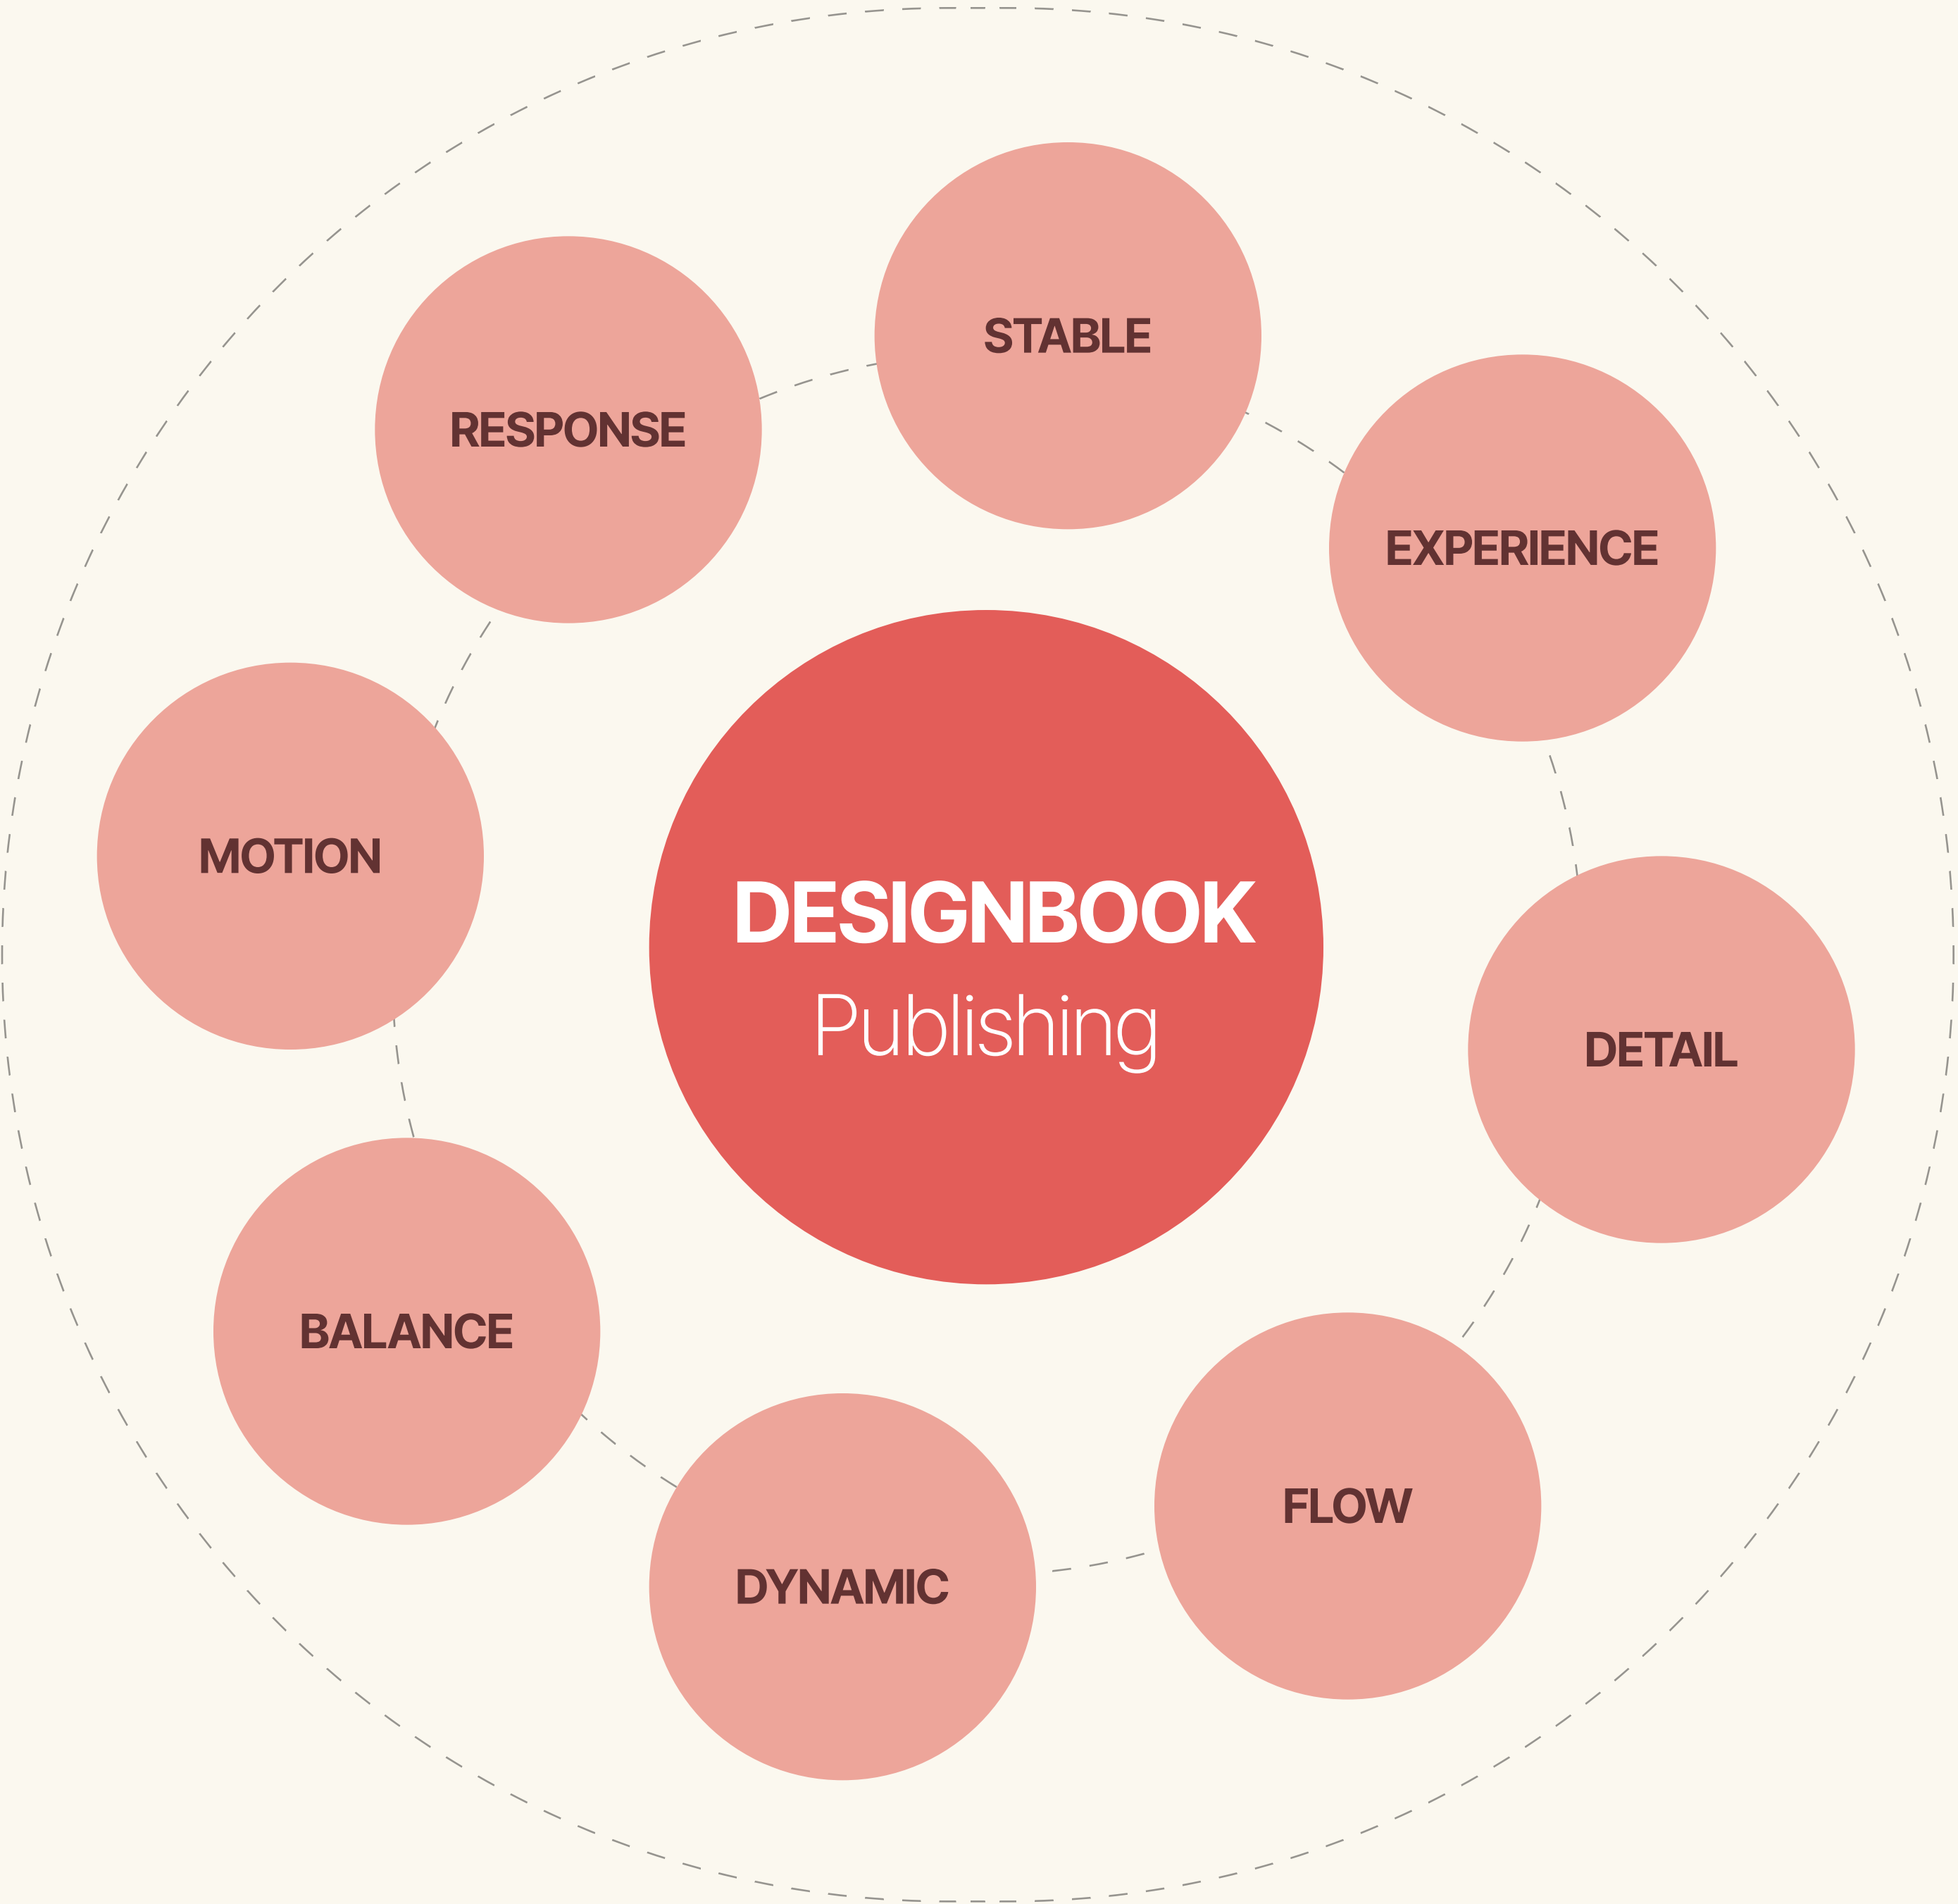 STABLE
RESPONSE
EXPERIENCE
MOTION
DESIGNBOOK
Publishing
DETAIL
BALANCE
FLOW
DYNAMIC